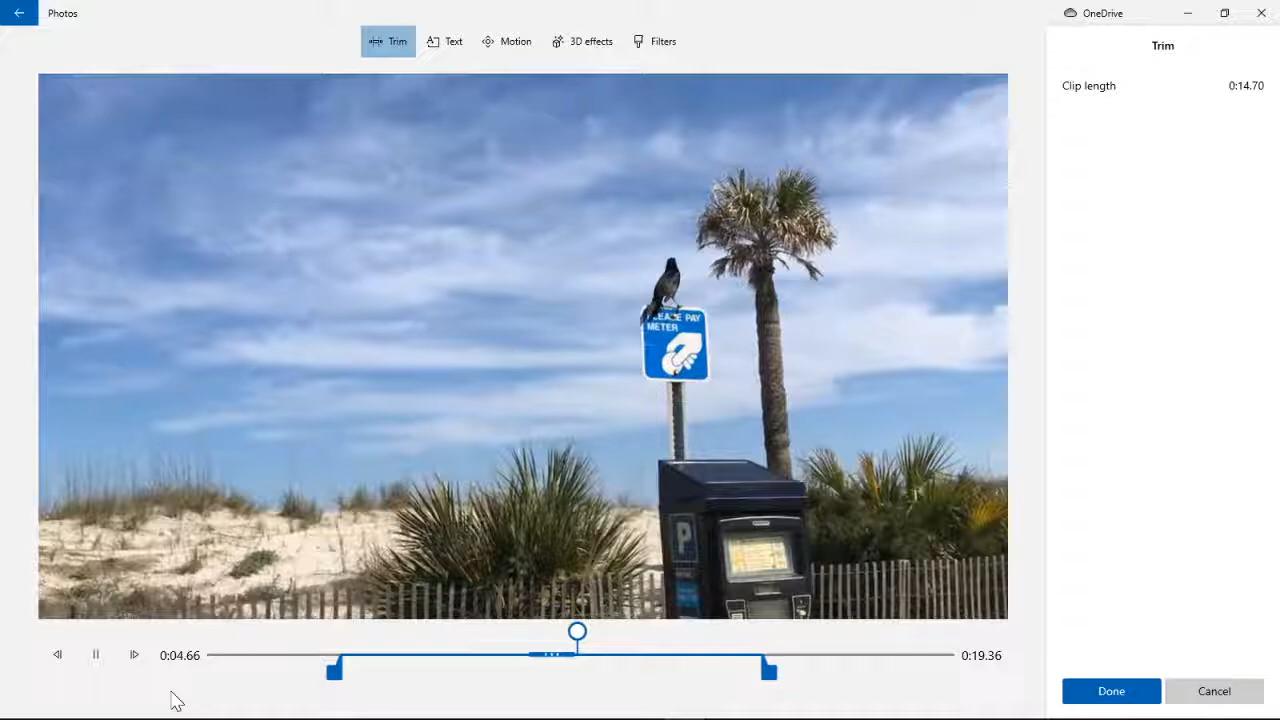 Photos
OneDrive
Trim
Text
Motion
3D effects
Filters
Trim
Clip length
0:14.70
PLEASE PAY
METER
P
0:04.66
0:19.36
Done
Cancel